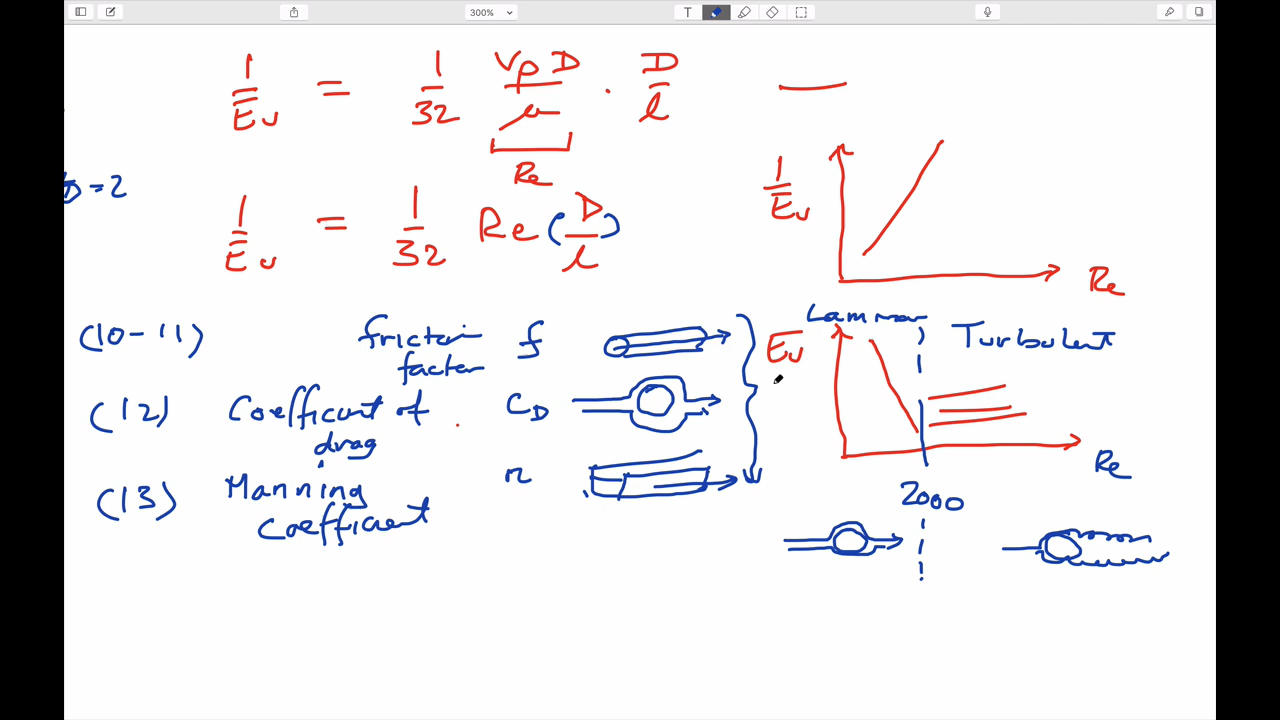 300%
T
1/Eu = 1/32 VρD/μ · D/l
Re
D = 2
1/Eu = 1/32 Re (D/l)
1/Eu
Re
(10-11) friction factor f
(12) Coefficient of drag CD
(13) Manning coefficient n
Laminar Turbulent
Eu
Re
2000